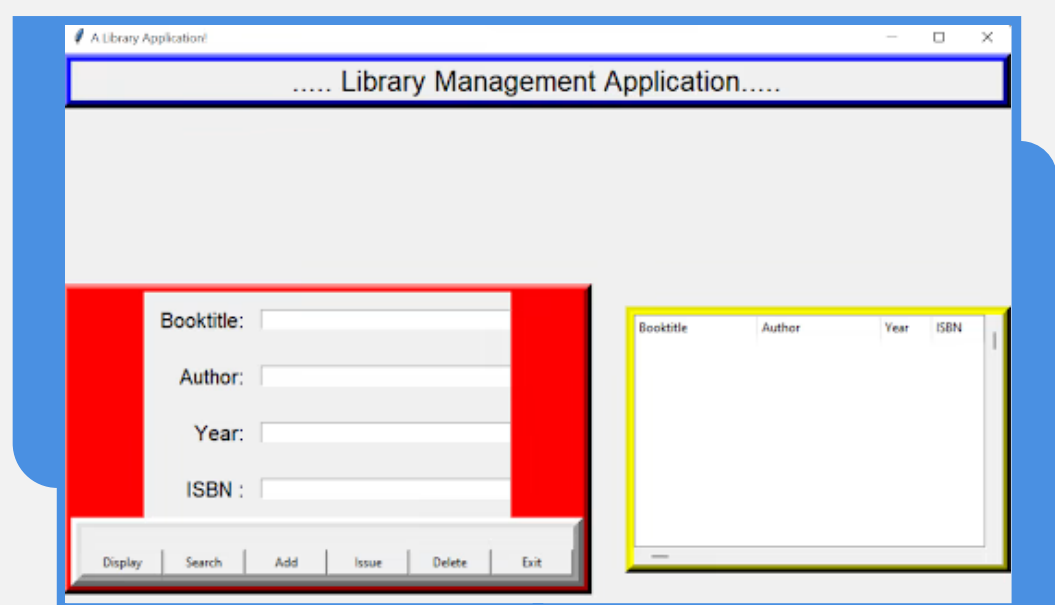 A Library Application!
..... Library Management Application.....
Booktitle:
Author:
Year:
ISBN :
Display Search Add Issue Delete Exit
Booktitle Author Year ISBN